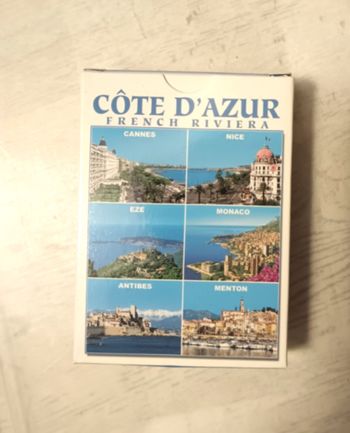 CÔTE D'AZUR
FRENCH RIVIERA
CANNES NICE
EZE MONACO
ANTIBES MENTON